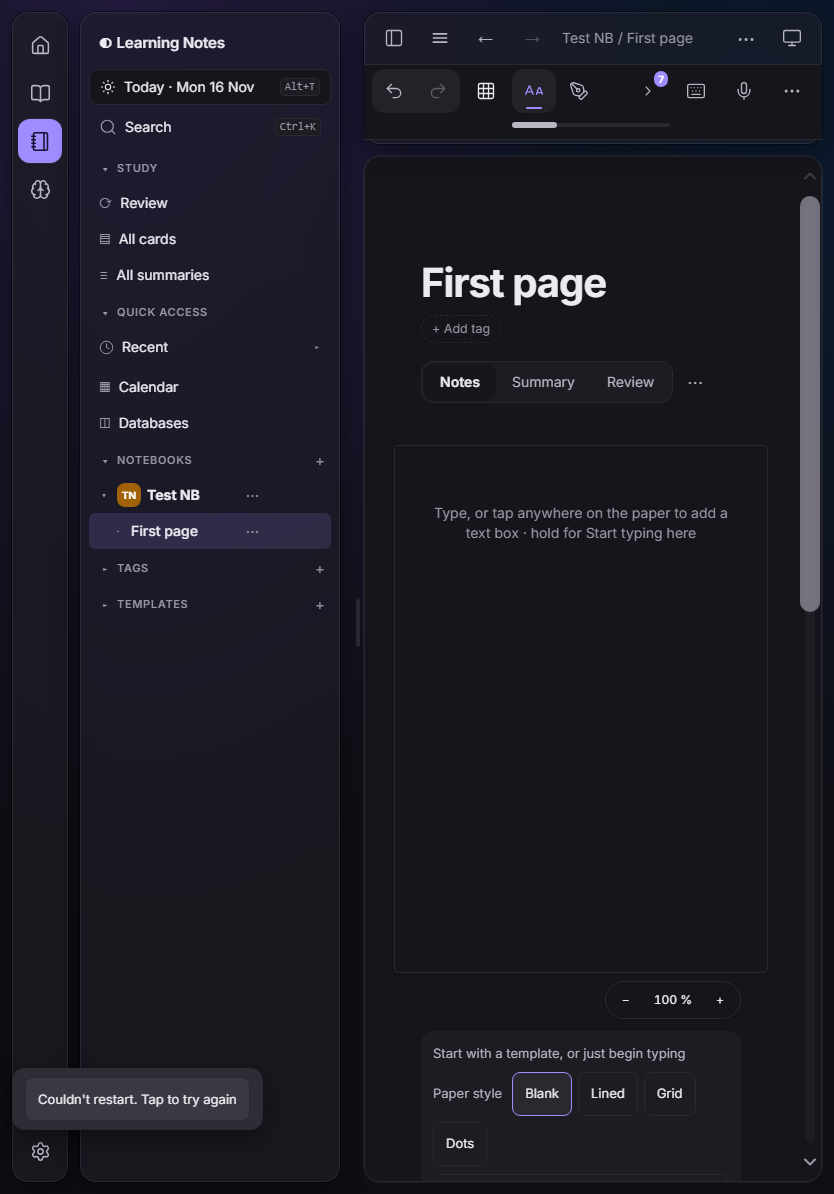 Learning Notes
Today · Mon 16 Nov Alt+T
Search Ctrl+K
STUDY
Review
All cards
All summaries
QUICK ACCESS
Recent
Calendar
Databases
NOTEBOOKS +
TN Test NB ...
· First page ...
TAGS +
TEMPLATES +
Couldn't restart. Tap to try again
← → Test NB / First page ...
AA 7 ...
First page
+ Add tag
Notes Summary Review ...
Type, or tap anywhere on the paper to add a
text box · hold for Start typing here
− 100 % +
Start with a template, or just begin typing
Paper style Blank Lined Grid
Dots